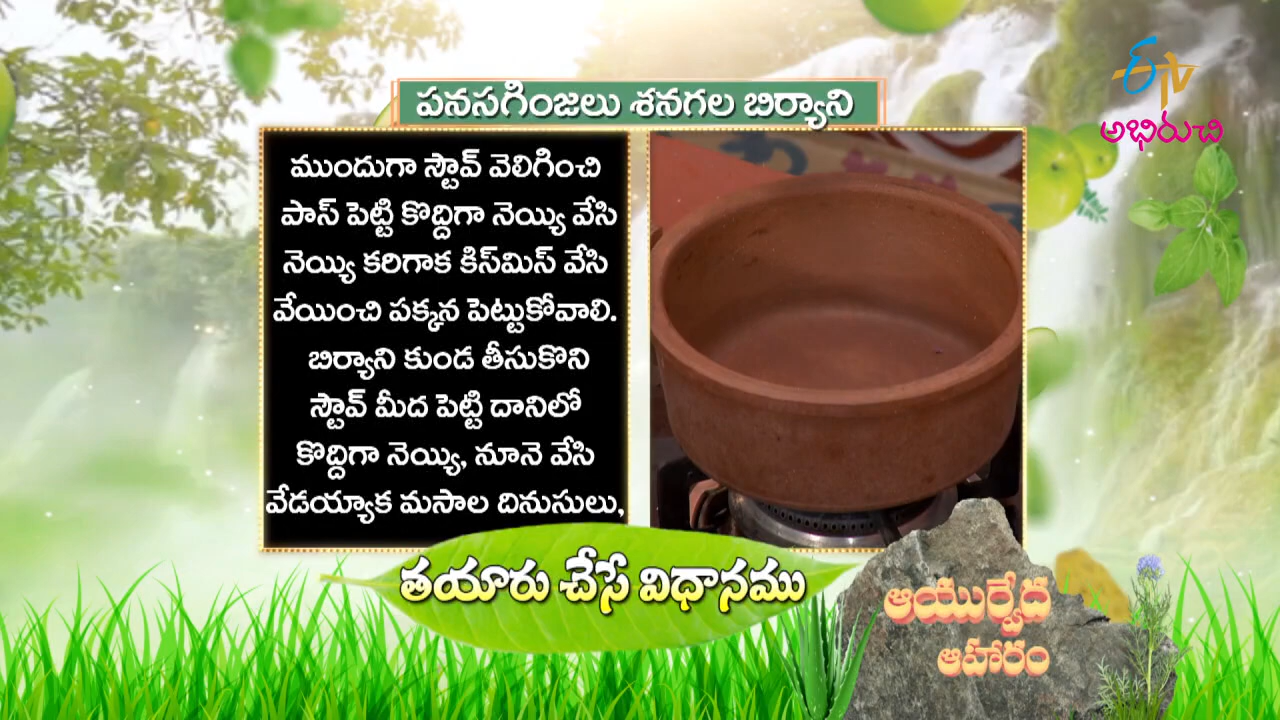 పనసగింజలు శనగల బిర్యాని
ETV
అభిరుచి
ముందుగా స్టౌవ్ వెలిగించి
పాస్ పెట్టి కొద్దిగా నెయ్యి వేసి
నెయ్యి కరిగాక కిస్‌మిస్ వేసి
వేయించి పక్కన పెట్టుకోవాలి.
బిర్యాని కుండ తీసుకొని
స్టౌవ్ మీద పెట్టి దానిలో
కొద్దిగా నెయ్యి, నూనె వేసి
వేడయ్యాక మసాల దినుసులు,
తయారు చేసే విధానము
ఆయుర్వేద
ఆహారం